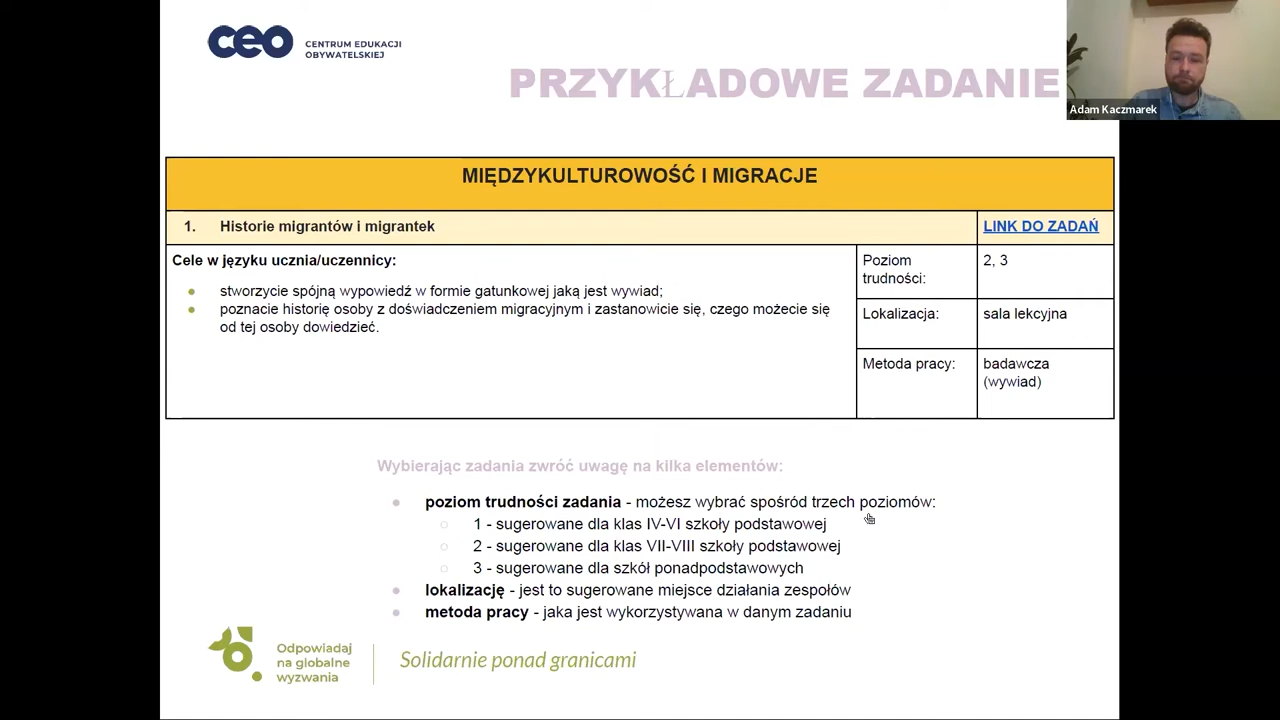 ceo CENTRUM EDUKACJI
OBYWATELSKIEJ
PRZYKŁADOWE ZADANIE
Adam Kaczmarek
MIĘDZYKULTUROWOŚĆ I MIGRACJE
1. Historie migrantów i migrantek
LINK DO ZADAŃ
Cele w języku ucznia/uczennicy:
stworzycie spójną wypowiedź w formie gatunkowej jaką jest wywiad;
poznacie historię osoby z doświadczeniem migracyjnym i zastanowicie się, czego możecie się
od tej osoby dowiedzieć.
Poziom
trudności:
2, 3
Lokalizacja:
sala lekcyjna
Metoda pracy:
badawcza
(wywiad)
Wybierając zadania zwróć uwagę na kilka elementów:
poziom trudności zadania - możesz wybrać spośród trzech poziomów:
1 - sugerowane dla klas IV-VI szkoły podstawowej
2 - sugerowane dla klas VII-VIII szkoły podstawowej
3 - sugerowane dla szkół ponadpodstawowych
lokalizację - jest to sugerowane miejsce działania zespołów
metoda pracy - jaka jest wykorzystywana w danym zadaniu
Odpowiadaj
na globalne
wyzwania
Solidarnie ponad granicami